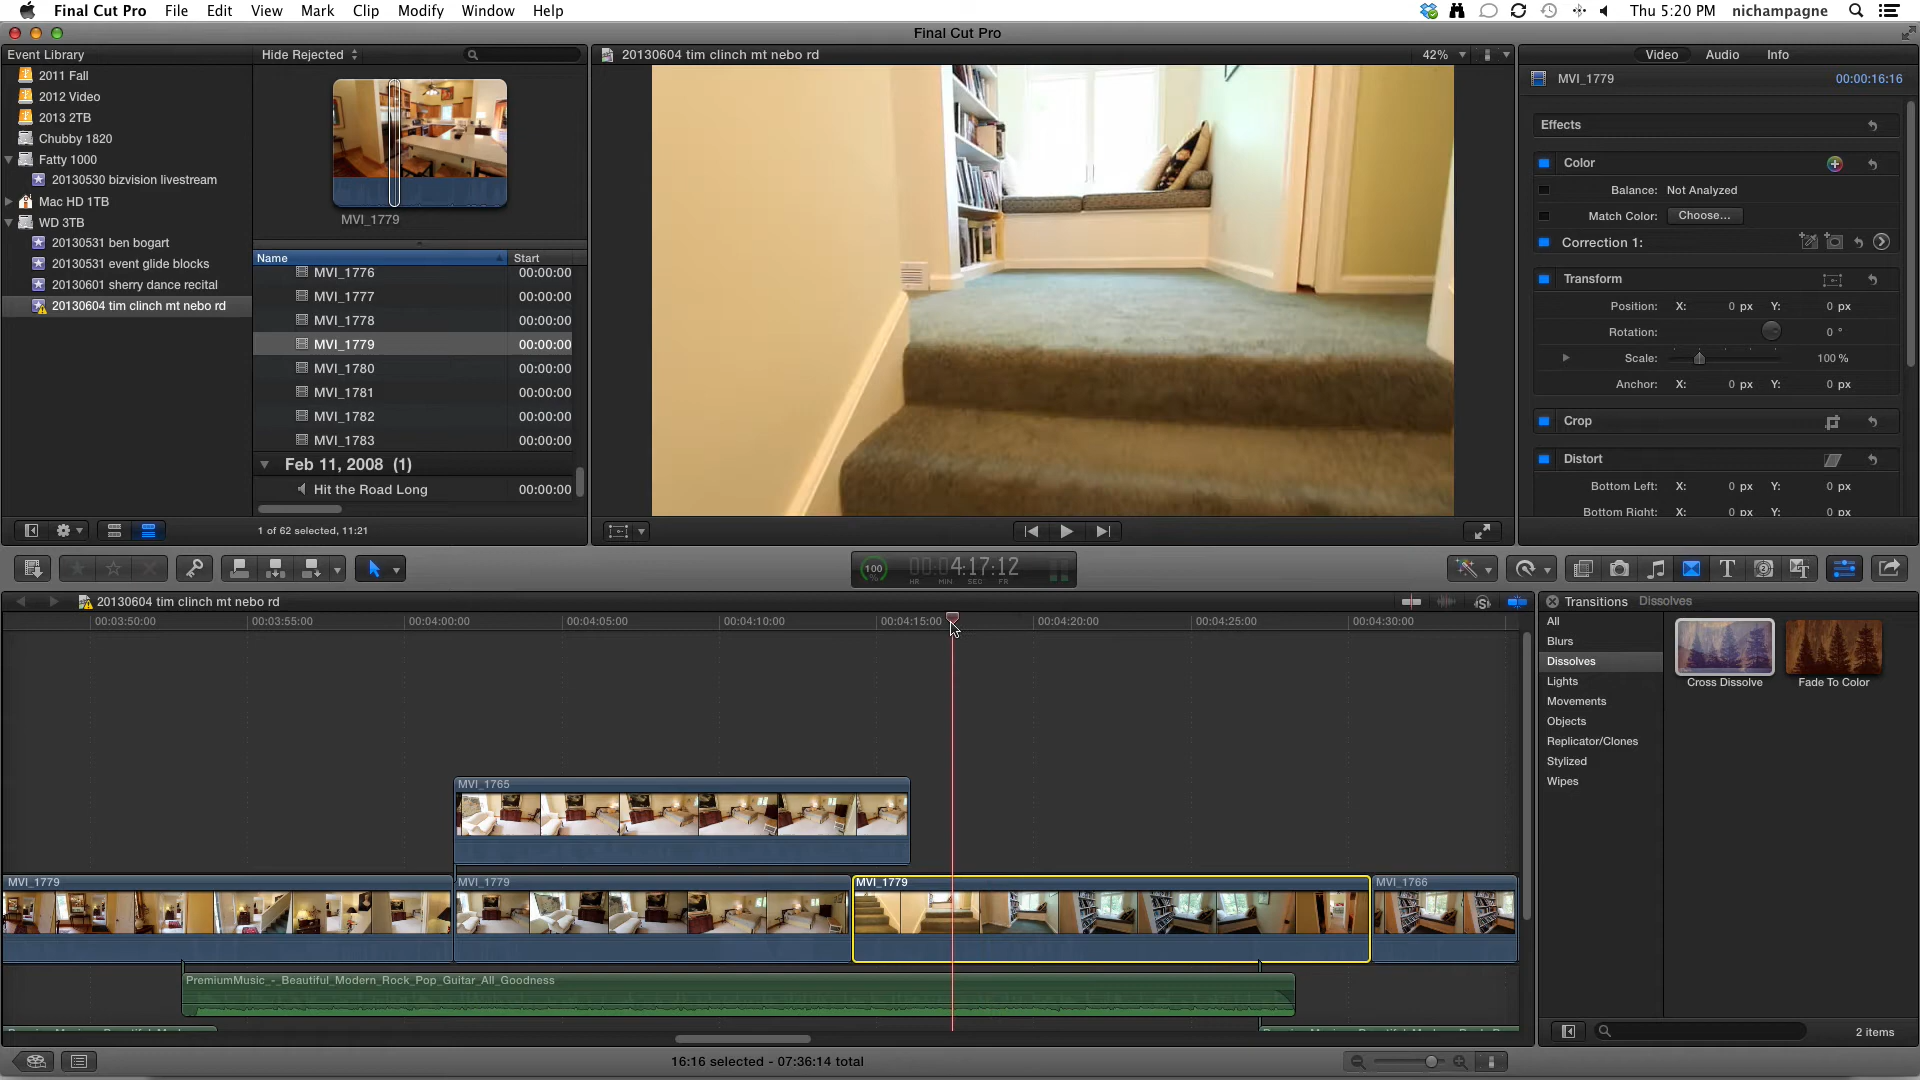 Final Cut Pro File Edit View Mark Clip Modify Window Help Thu 5:20 PM nichampagne
Final Cut Pro
Event Library
2011 Fall
2012 Video
2013 2TB
Chubby 1820
Fatty 1000
20130530 bizvision livestream
Mac HD 1TB
WD 3TB
20130531 ben bogart
20130531 event glide blocks
20130601 sherry dance recital
20130604 tim clinch mt nebo rd
Hide Rejected
MVI_1779
Name Start
MVI_1776 00:00:00
MVI_1777 00:00:00
MVI_1778 00:00:00
MVI_1779 00:00:00
MVI_1780 00:00:00
MVI_1781 00:00:00
MVI_1782 00:00:00
MVI_1783 00:00:00
Feb 11, 2008 (1)
Hit the Road Long 00:00:00
1 of 62 selected, 11:21
20130604 tim clinch mt nebo rd 42%
Video Audio Info
MVI_1779 00:00:16:16
Effects
Color
Balance: Not Analyzed
Match Color: Choose...
Correction 1:
Transform
Position: X: 0 px Y: 0 px
Rotation: 0 °
Scale: 100 %
Anchor: X: 0 px Y: 0 px
Crop
Distort
Bottom Left: X: 0 px Y: 0 px
Bottom Right: X: 0 px Y: 0 px
100 % 00:04:17:12
HR MIN SEC FR
20130604 tim clinch mt nebo rd
00:03:50:00 00:03:55:00 00:04:00:00 00:04:05:00 00:04:10:00 00:04:15:00 00:04:20:00 00:04:25:00 00:04:30:00
MVI_1765
MVI_1779 MVI_1779 MVI_1779 MVI_1766
PremiumMusic_-_Beautiful_Modern_Rock_Pop_Guitar_All_Goodness
Transitions Dissolves
All
Blurs
Dissolves
Lights
Movements
Objects
Replicator/Clones
Stylized
Wipes
Cross Dissolve Fade To Color
2 items
16:16 selected - 07:36:14 total